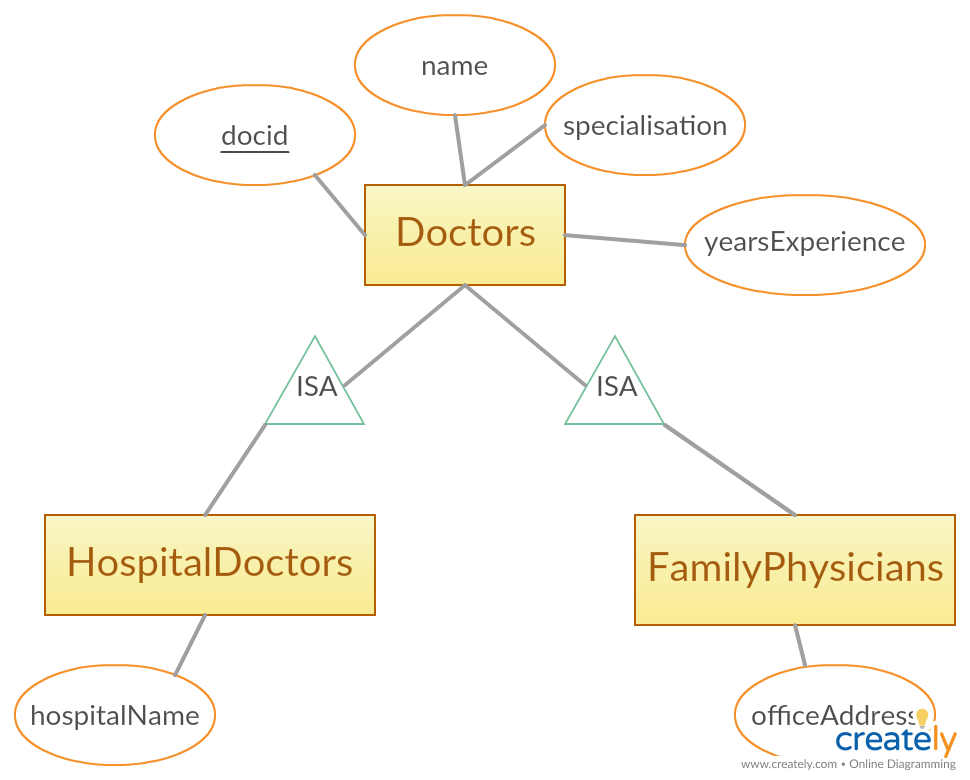 name
docid
specialisation
Doctors
yearsExperience
ISA
ISA
HospitalDoctors
FamilyPhysicians
hospitalName
officeAddress
creately
www.creately.com • Online Diagramming